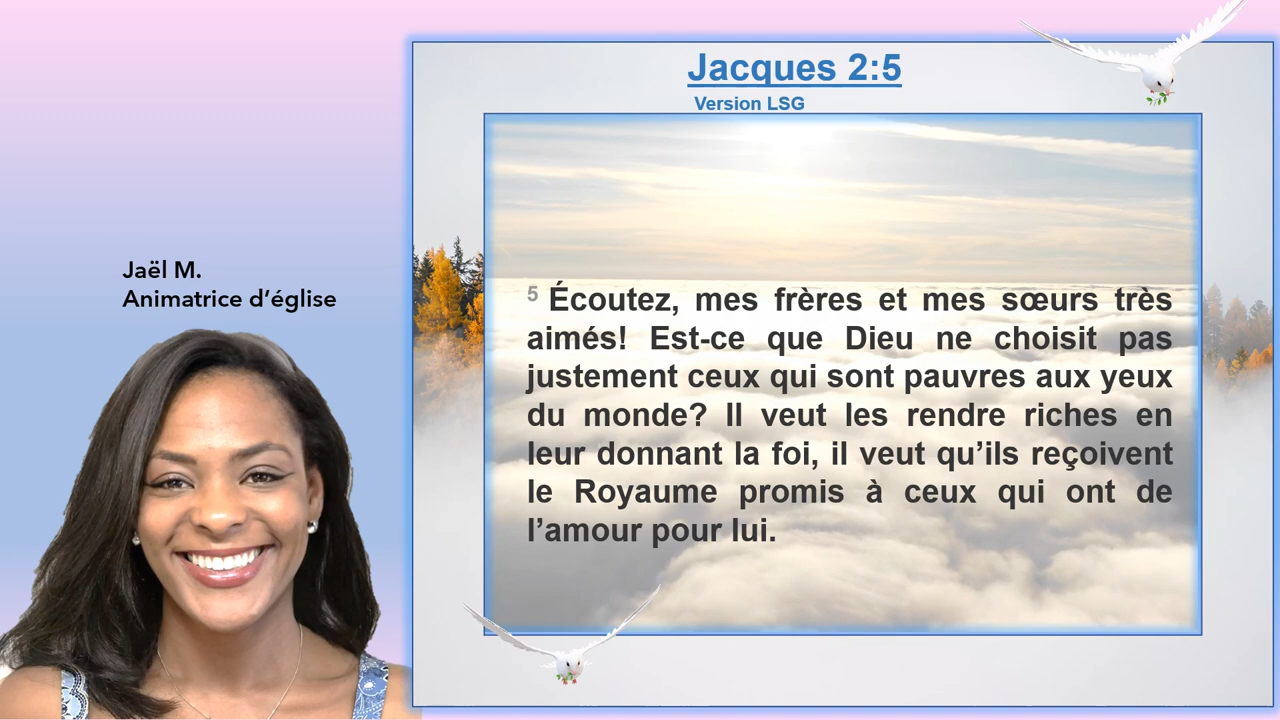 Jacques 2:5
Version LSG
Jaël M.
Animatrice d’église
5 Écoutez, mes frères et mes sœurs très
aimés! Est-ce que Dieu ne choisit pas
justement ceux qui sont pauvres aux yeux
du monde? Il veut les rendre riches en
leur donnant la foi, il veut qu’ils reçoivent
le Royaume promis à ceux qui ont de
l’amour pour lui.